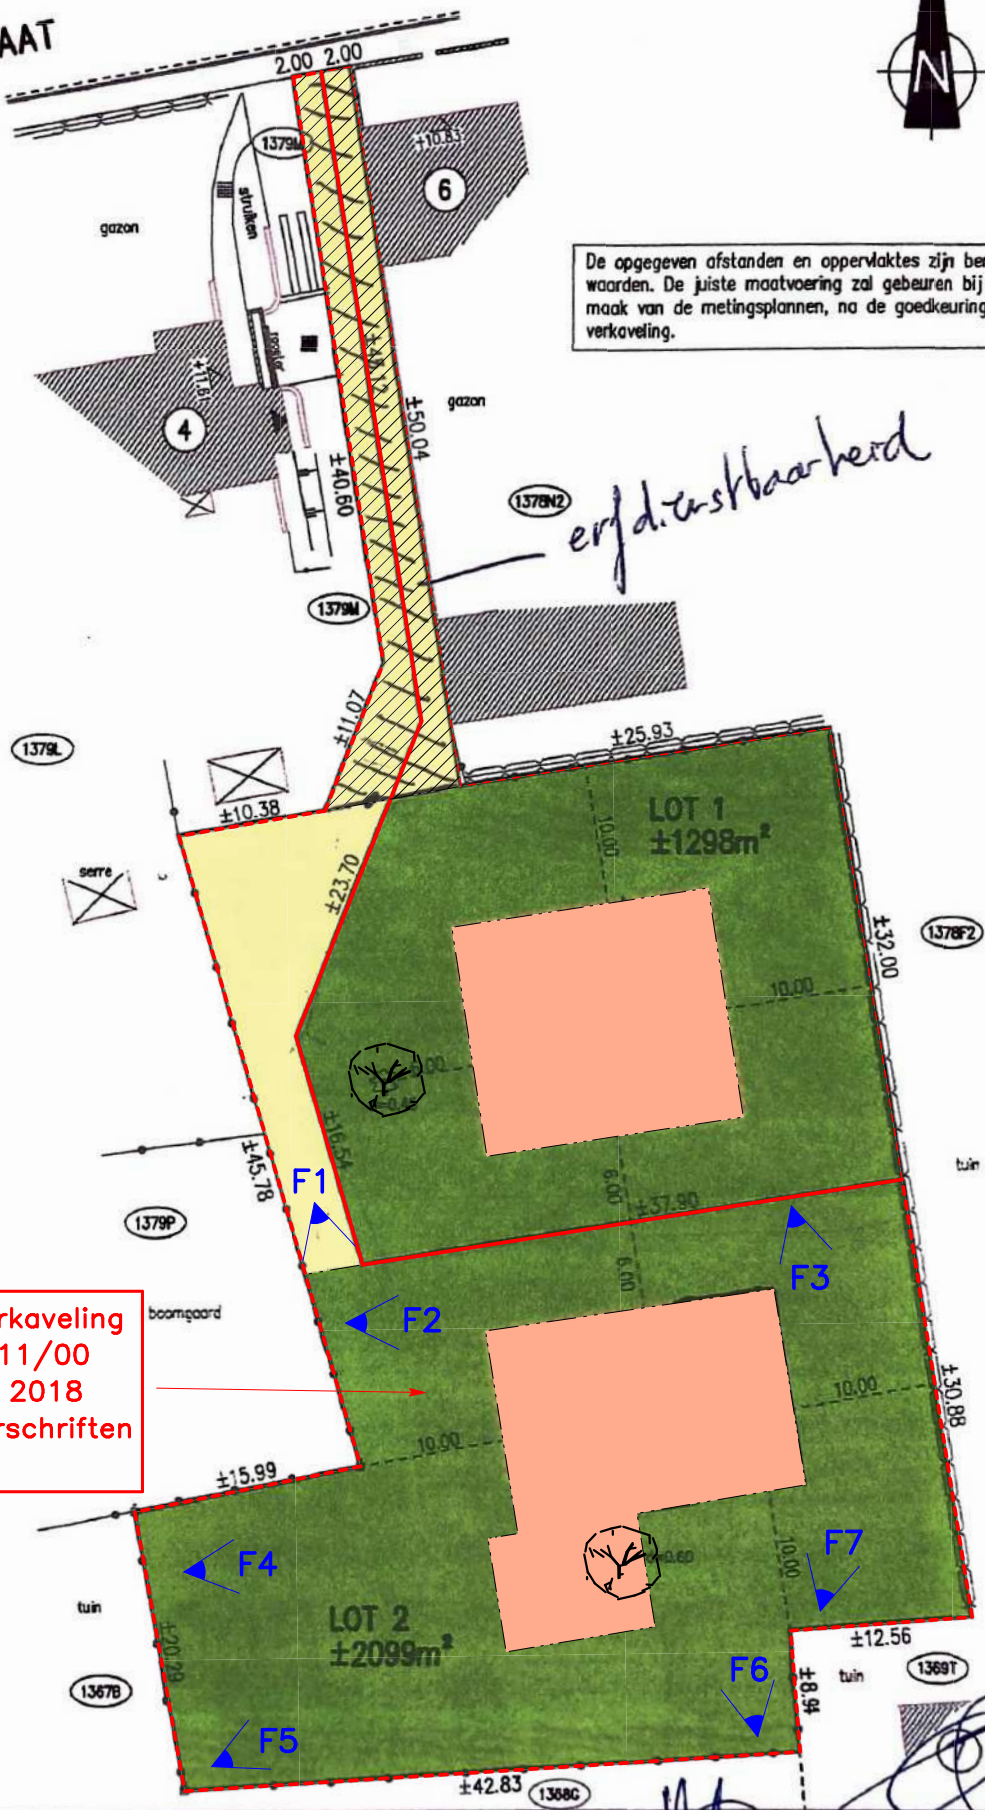 AAT
2.00 2.00
N
1379M
+10.83
6
struiken
gazon
De opgegeven afstanden en oppervlaktes zijn
waarden. De juiste maatvoering zal gebeuren bij
maak van de metingsplannen, na de goedkeuring
verkaveling.
rooster
+11.61
4
±50.04
gazon
±40.60
1378N2
erfdienstbaarheid
1379M
±11.07
1379L
±25.93
±10.38
LOT 1
±1298m²
10.00
serre
±23.70
±32.00
1378F2
10.00
6.00
±16.54
±45.78
tuin
F1
6.00
±37.90
1379P
6.00
F3
boomgaard
rkaveling
11/00
2018
rschriften
F2
±30.88
10.00
10.00
±15.99
F4
10.00
F7
tuin
LOT 2
±2099m²
±20.29
±12.56
F6
tuin
1369T
1367B
±8.94
F5
±42.83
1368G